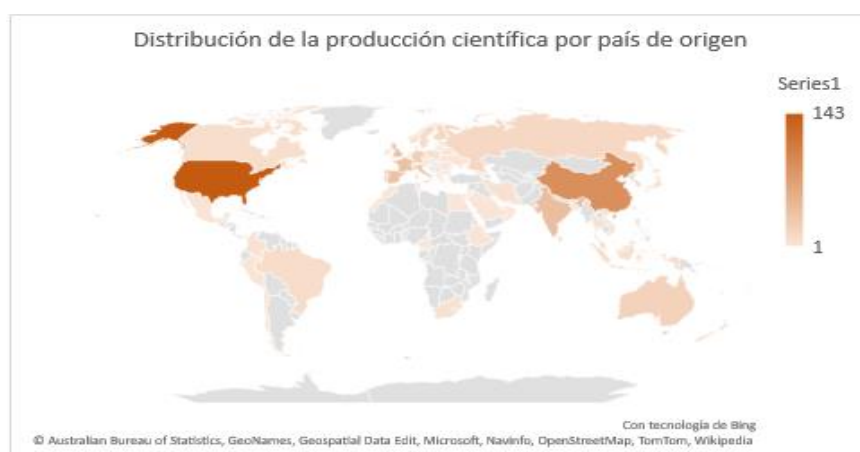 Distribución de la producción científica por país de origen
Series1
143
1
Con tecnología de Bing
© Australian Bureau of Statistics, GeoNames, Geospatial Data Edit, Microsoft, Navinfo, OpenStreetMap, TomTom, Wikipedia